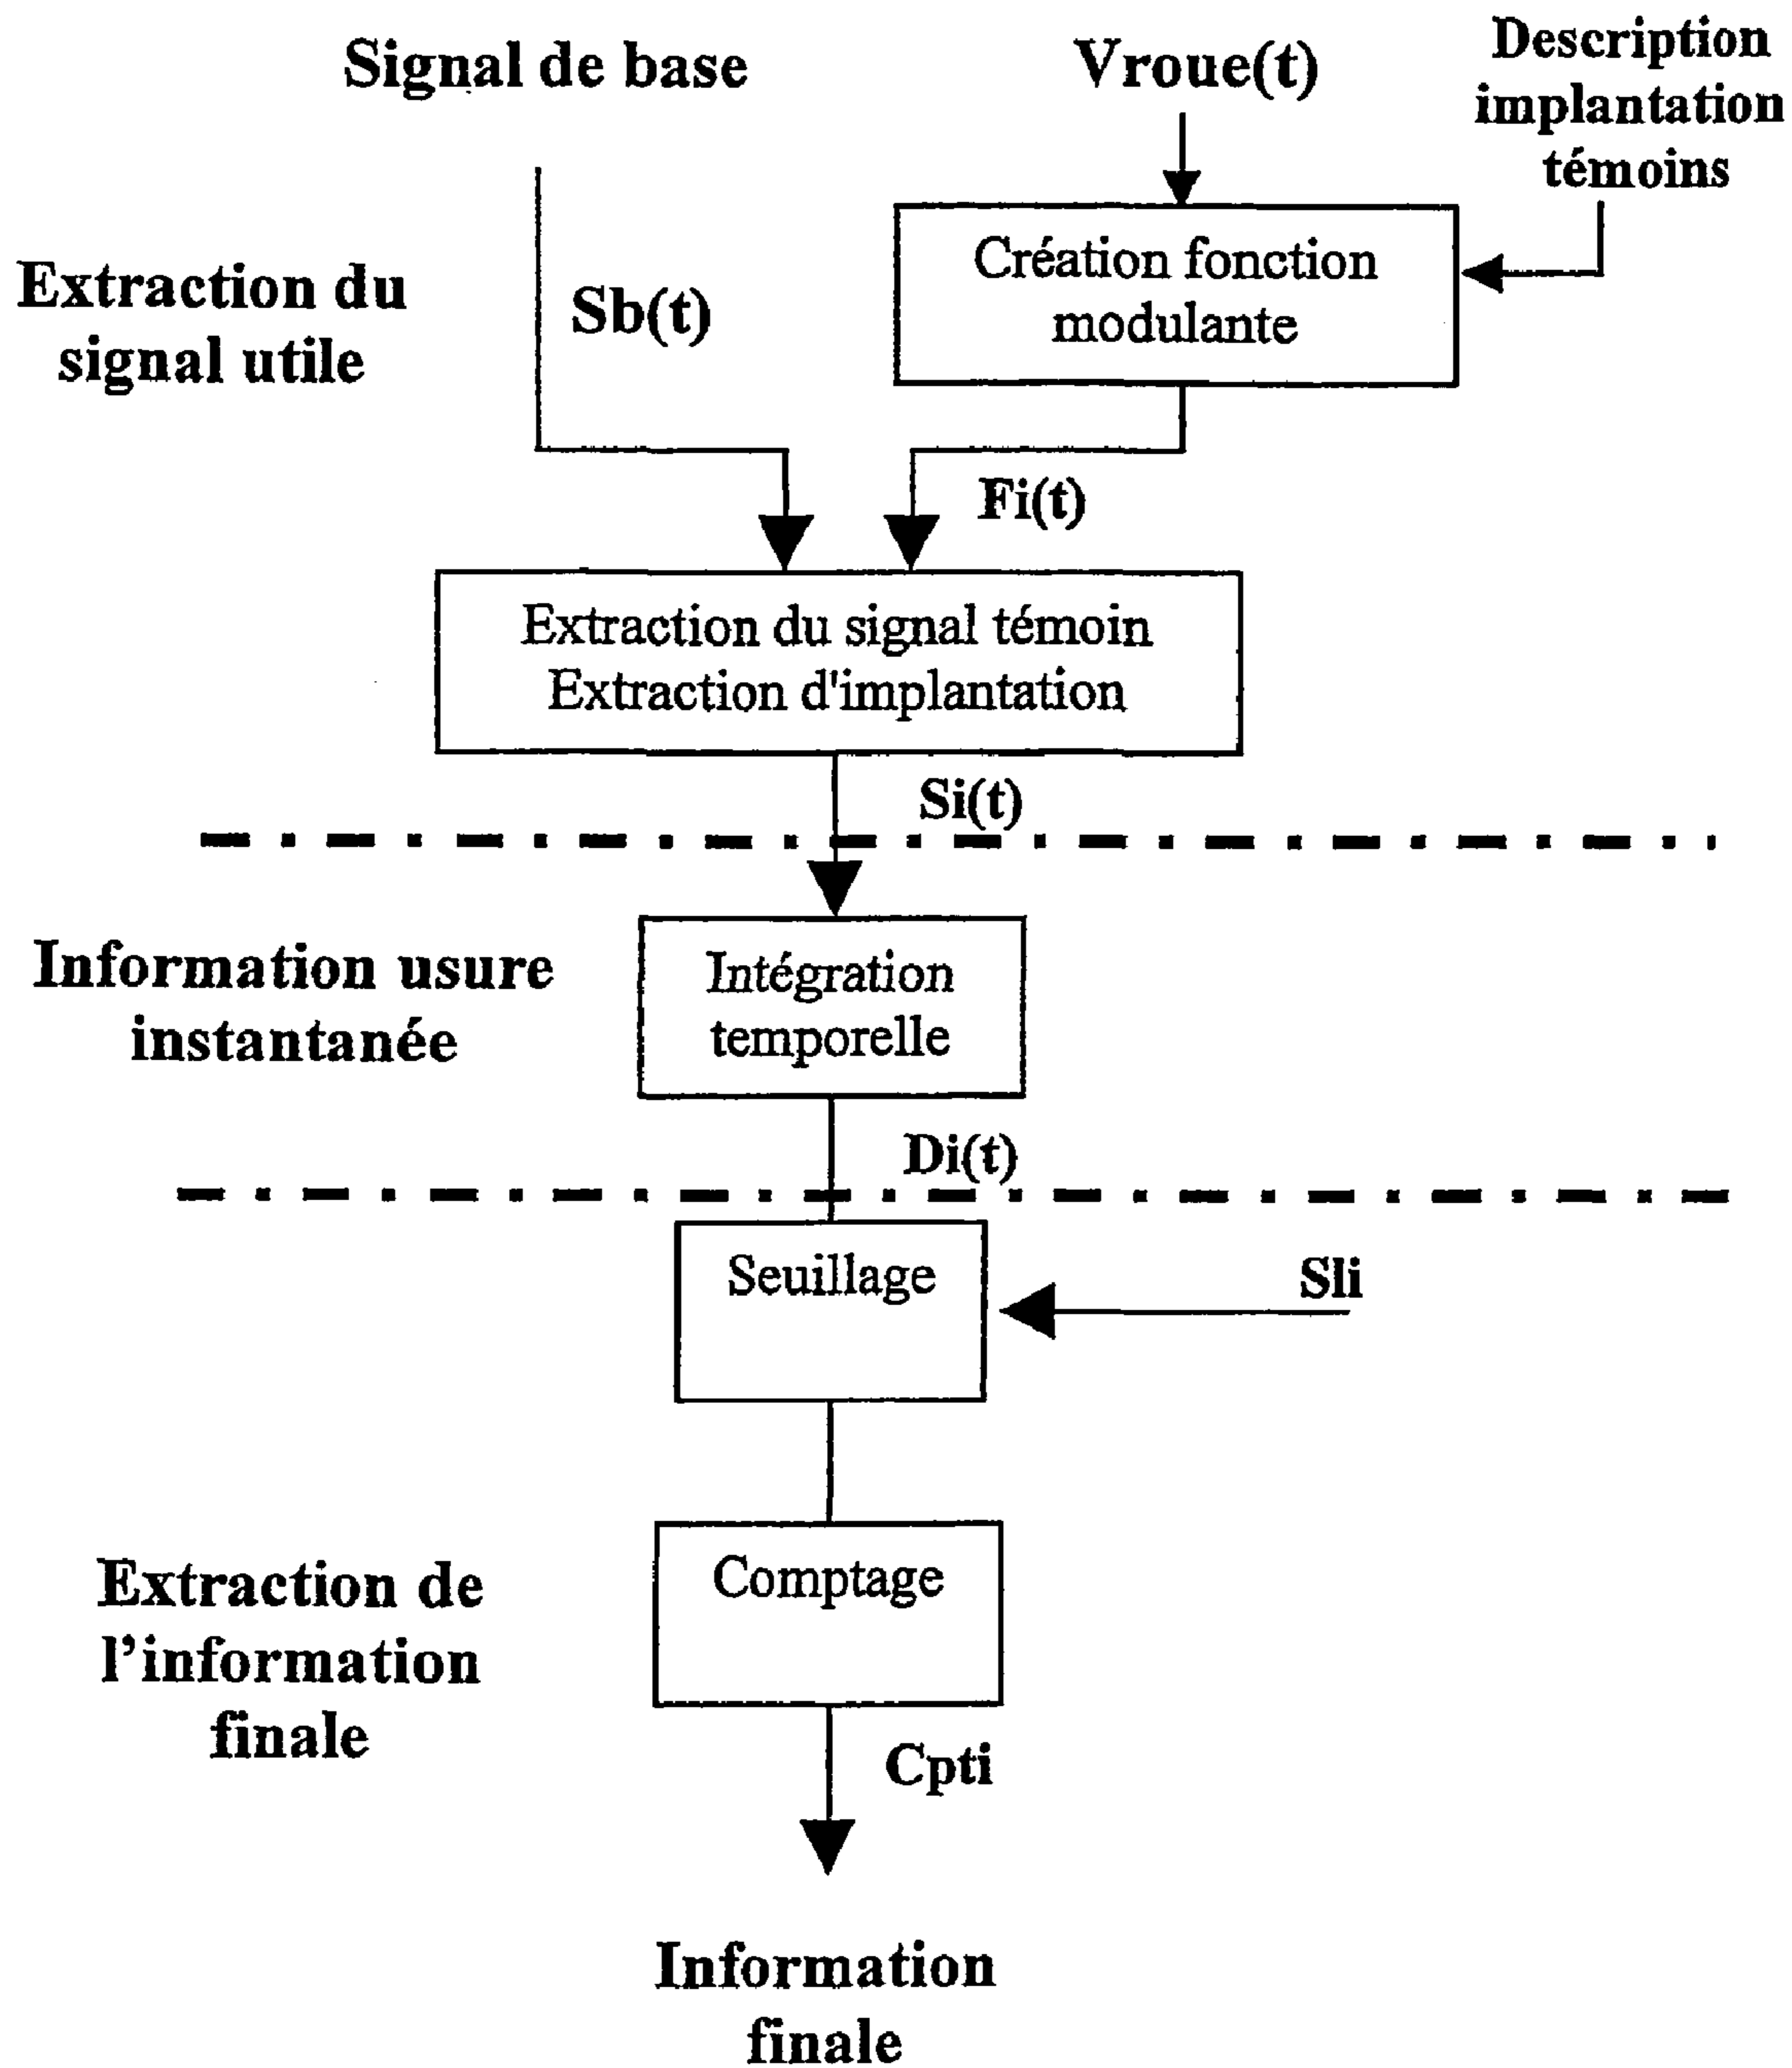 Signal de base
Vroue(t)
Description
implantation
témoins
Création fonction
modulante
Extraction du
signal utile
Sb(t)
Fi(t)
Extraction du signal témoin
Extraction d'implantation
Si(t)
Information usure
instantanée
Intégration
temporelle
Di(t)
Seuillage
Sli
Comptage
Extraction de
l’information
finale
Cpti
Information
finale